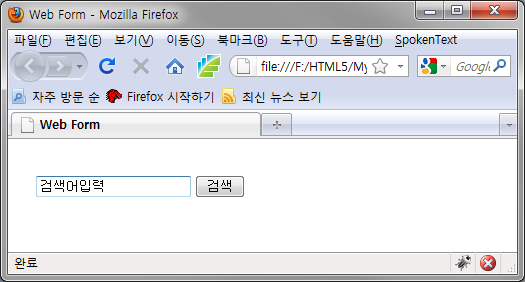 Web Form - Mozilla Firefox
파일(F) 편집(E) 보기(V) 이동(S) 북마크(B) 도구(T) 도움말(H) SpokenText
file:///F:/HTML5/My Google
자주 방문 순 Firefox 시작하기 최신 뉴스 보기
Web Form
검색어입력 검색
완료